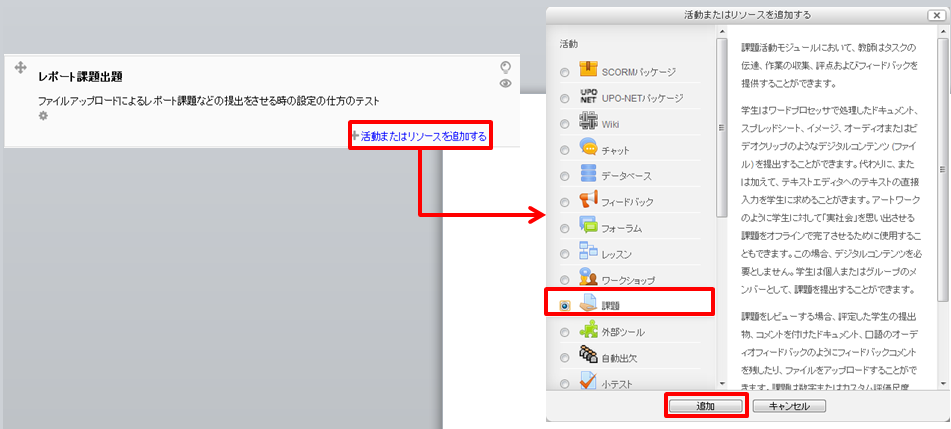 レポート課題出題
ファイルアップロードによるレポート課題などの提出をさせる時の設定の仕方のテスト
活動またはリソースを追加する
活動またはリソースを追加する
活動
SCORMパッケージ
UPO NET UPO-NETパッケージ
Wiki
チャット
データベース
フィードバック
フォーラム
レッスン
ワークショップ
課題
外部ツール
自動出欠
小テスト
課題活動モジュールにおいて、教師はタスクの
伝達、作業の収集、評点およびフィードバックを
提供することができます。
学生はワードプロセッサで処理したドキュメント、
スプレッドシート、イメージ、オーディオまたはビ
デオクリップのようなデジタルコンテンツ (ファイ
ル) を提出することができます。代わりに、また
は加えて、テキストエディタへのテキストの直接
入力を学生に求めることができます。アートワーク
のように学生に対して「実社会」を思い出させる
課題をオフラインで完了させるために使用するこ
ともできます。この場合、デジタルコンテンツを必
要としません。学生は個人またはグループのメ
ンバーとして、課題を提出することができます。
課題をレビューする場合、評定した学生の提出
物、コメントを付けたドキュメント、口語のオーデ
ィオフィードバックのようにフィードバックコメント
を残したり、ファイルをアップロードすることがで
きます。課題は数字またはカスタム評価尺度、
追加
キャンセル